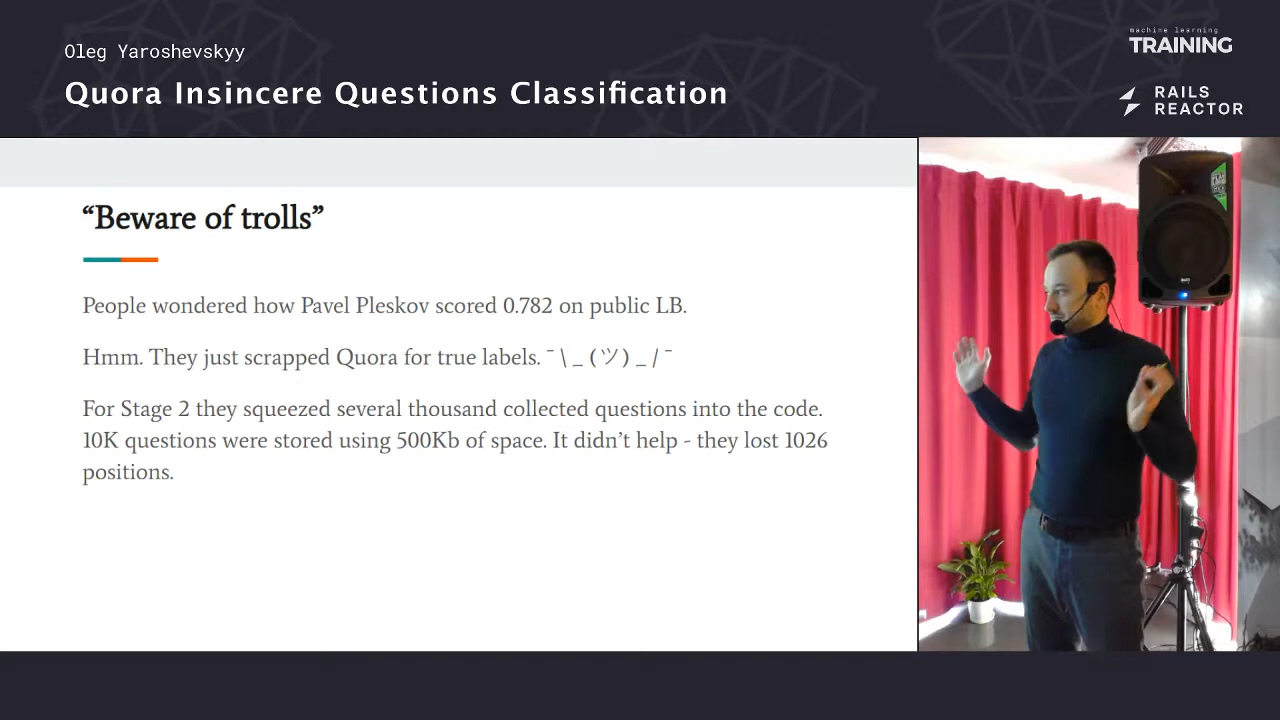 Oleg Yaroshevskyy
Quora Insincere Questions Classification
machine learning
TRAINING
RAILS
REACTOR
“Beware of trolls”
People wondered how Pavel Pleskov scored 0.782 on public LB.
Hmm. They just scrapped Quora for true labels. ¯ \ _ (ツ) _ / ¯
For Stage 2 they squeezed several thousand collected questions into the code.
10K questions were stored using 500Kb of space. It didn’t help - they lost 1026
positions.